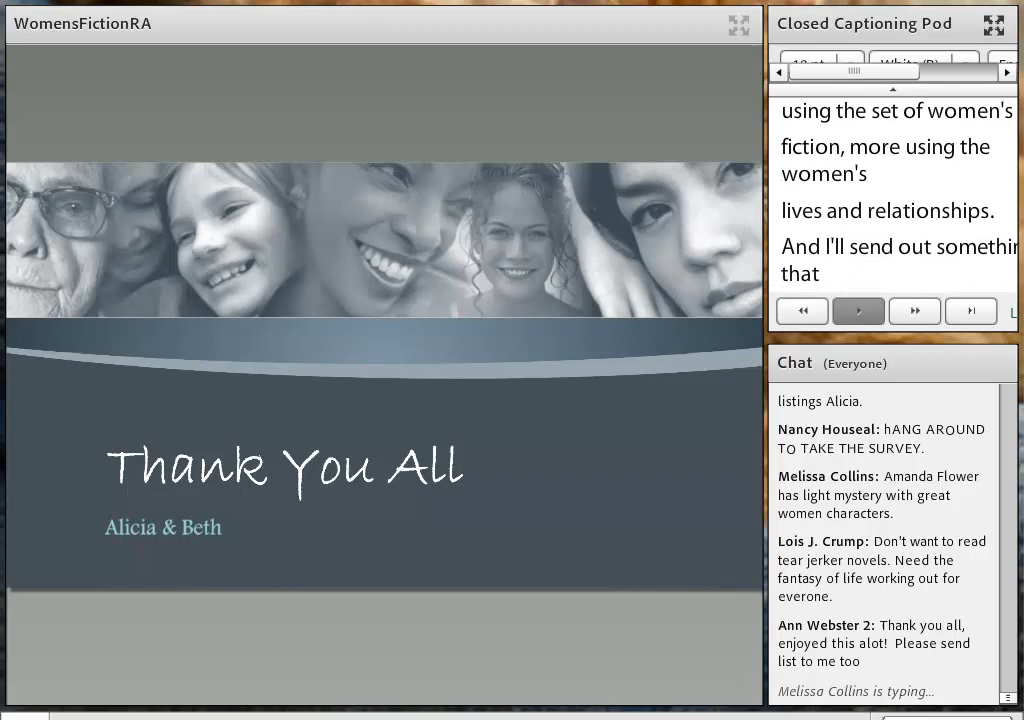 WomensFictionRA
Thank You All
Alicia & Beth
Closed Captioning Pod
using the set of women's
fiction, more using the
women's
lives and relationships.
And I'll send out
that
Chat (Everyone)
listings Alicia.
Nancy Houseal: hANG AROUND
TO TAKE THE SURVEY.
Melissa Collins: Amanda Flower
has light mystery with great
women characters.
Lois J. Crump: Don't want to read
tear jerker novels. Need the
fantasy of life working out for
everone.
Ann Webster 2: Thank you all,
enjoyed this alot! Please send
list to me too
Melissa Collins is typing...